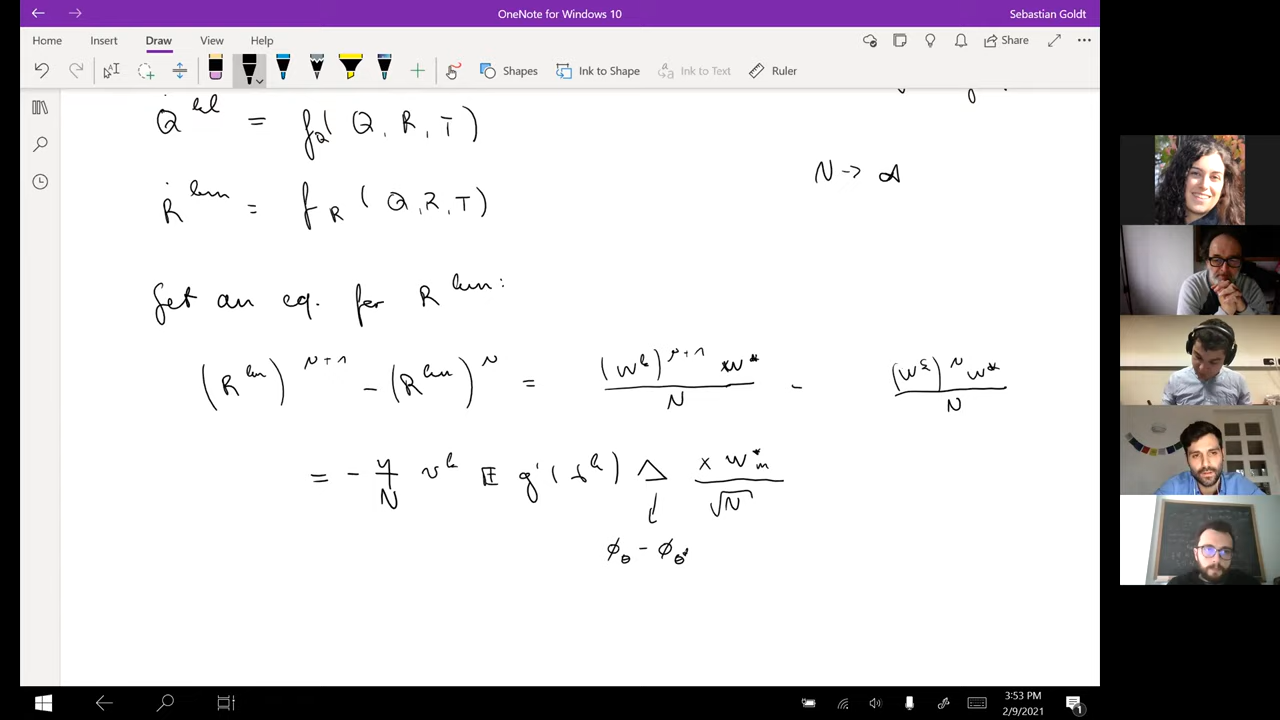 OneNote for Windows 10
Sebastian Goldt
Home Insert Draw View Help
Share
Shapes Ink to Shape Ink to Text Ruler
Q̇^{kl} = f_Q ( Q, R, T )
N → ∞
Ṙ^{km} = f_R ( Q, R, T )
Get an eq. for R^{km}:
(R^{km})^{μ+1} - (R^{km})^{μ} = (w^k)^{μ+1} w* / N - (w^k)^{μ} w* / N
= - η/N v^k 𝔼 g'(λ^k) Δ x w*_m / √N
ϕ_θ - ϕ_θ*
3:53 PM
2/9/2021
1